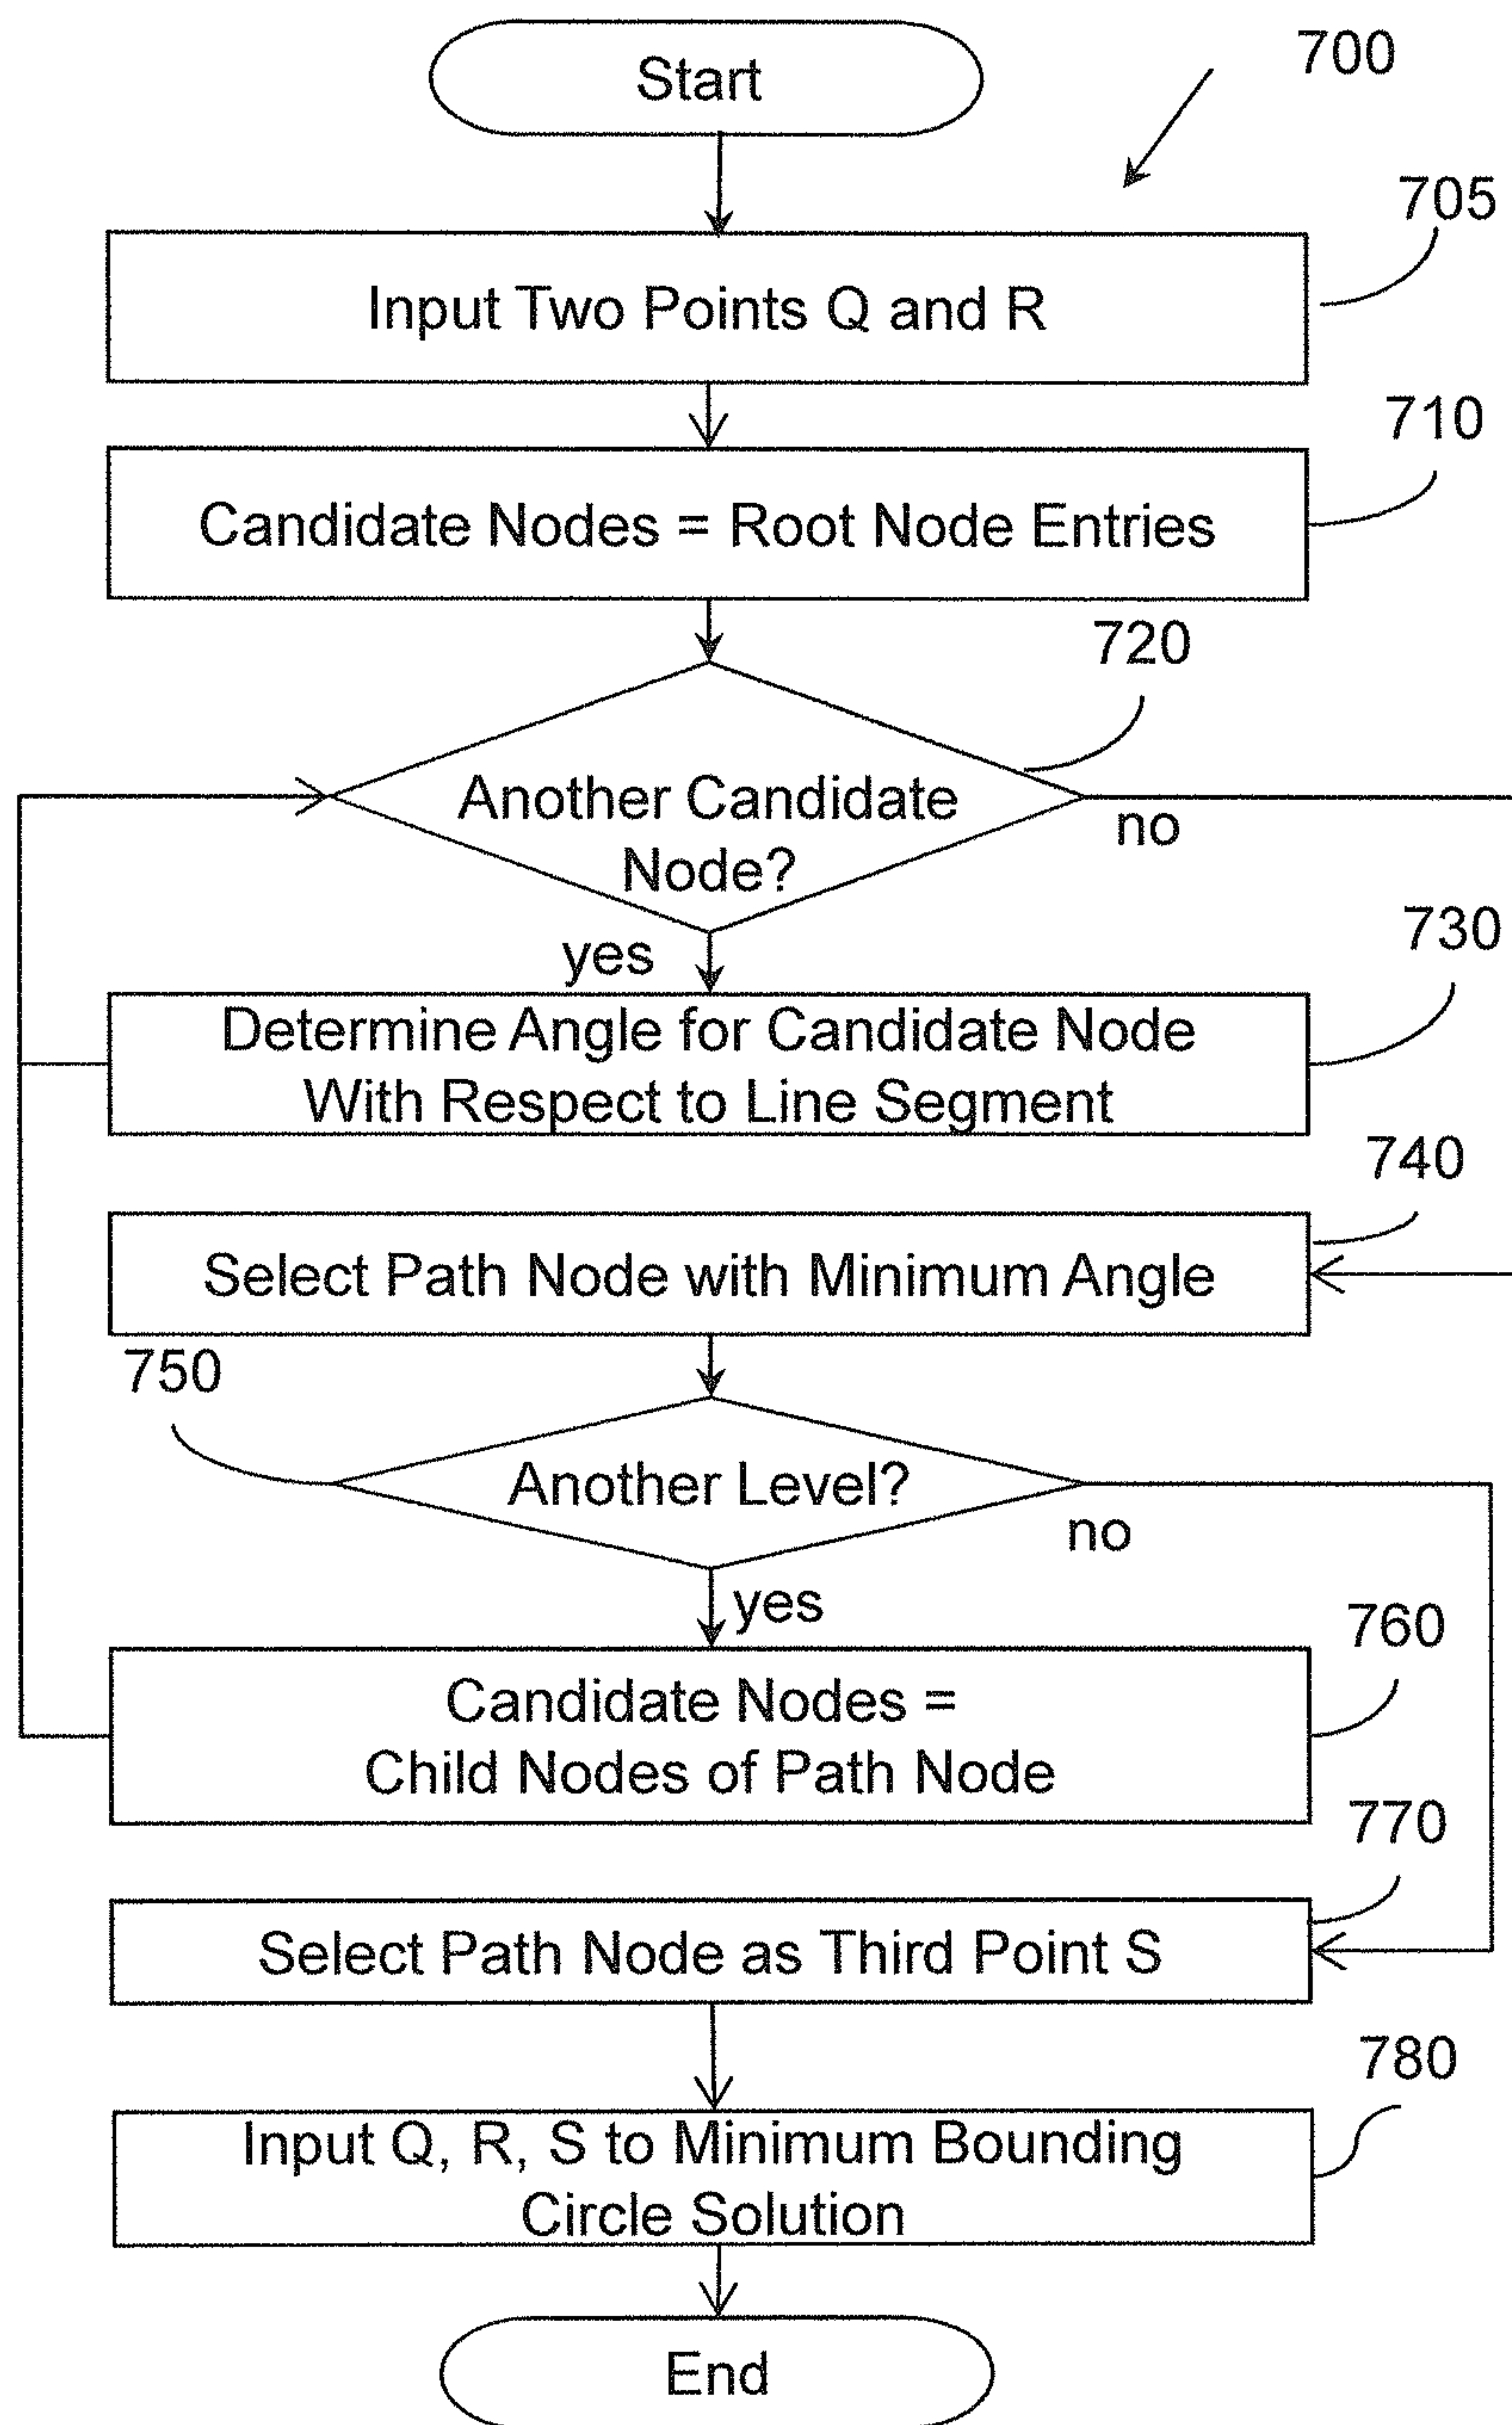 Start
700
705
Input Two Points Q and R
710
Candidate Nodes = Root Node Entries
720
Another Candidate
Node?
no
yes
730
Determine Angle for Candidate Node
With Respect to Line Segment
740
Select Path Node with Minimum Angle
750
Another Level?
no
yes
760
Candidate Nodes =
Child Nodes of Path Node
770
Select Path Node as Third Point S
780
Input Q, R, S to Minimum Bounding
Circle Solution
End